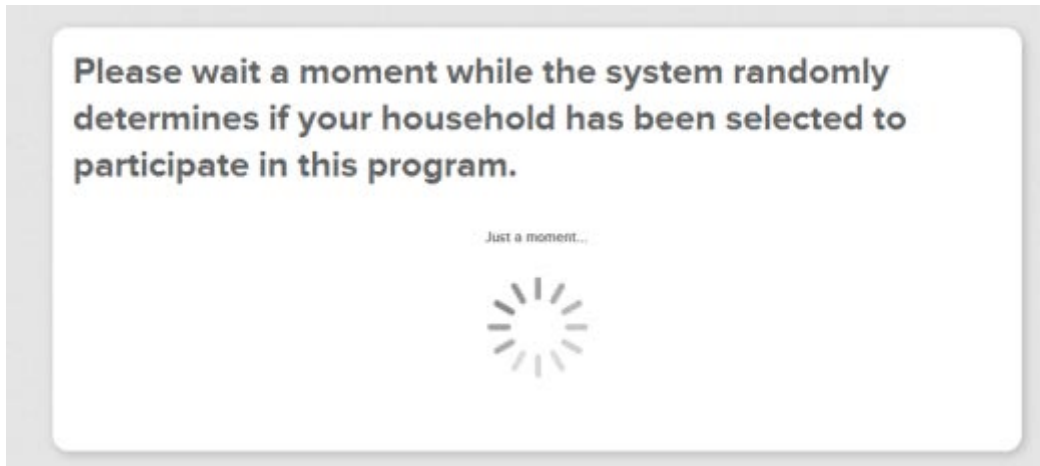 Please wait a moment while the system randomly
determines if your household has been selected to
participate in this program.
Just a moment...